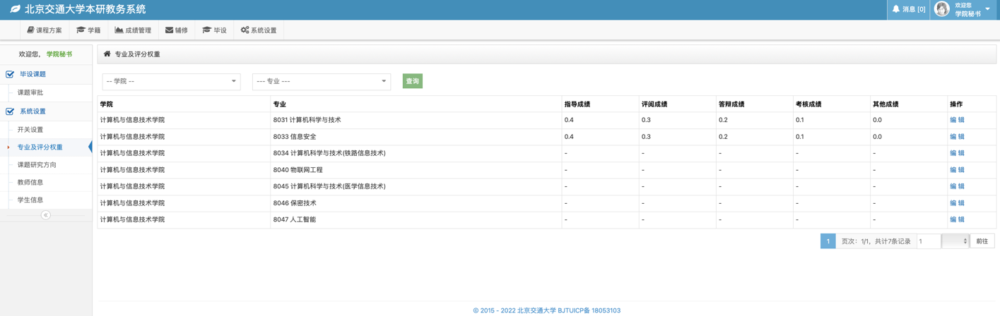 北京交通大学本研教务系统
消息 [0]
欢迎您
学院秘书
课程方案 学籍 成绩管理 辅修 毕设 系统设置
欢迎您, 学院秘书
毕设课题
课题审批
系统设置
开关设置
专业及评分权重
课题研究方向
教师信息
学生信息
专业及评分权重
-- 学院 -- --- 专业 --- 查询
学院 专业 指导成绩 评阅成绩 答辩成绩 考核成绩 其他成绩 操作
计算机与信息技术学院 8031 计算机科学与技术 0.4 0.3 0.2 0.1 0.0 编 辑
计算机与信息技术学院 8033 信息安全 0.4 0.3 0.2 0.1 0.0 编 辑
计算机与信息技术学院 8034 计算机科学与技术(铁路信息技术) - - - - - 编 辑
计算机与信息技术学院 8040 物联网工程 - - - - - 编 辑
计算机与信息技术学院 8045 计算机科学与技术(医学信息技术) - - - - - 编 辑
计算机与信息技术学院 8046 保密技术 - - - - - 编 辑
计算机与信息技术学院 8047 人工智能 - - - - - 编 辑
1 页次：1/1，共计7条记录 1 前往
© 2015 - 2022 北京交通大学 BJTUICP备 18053103